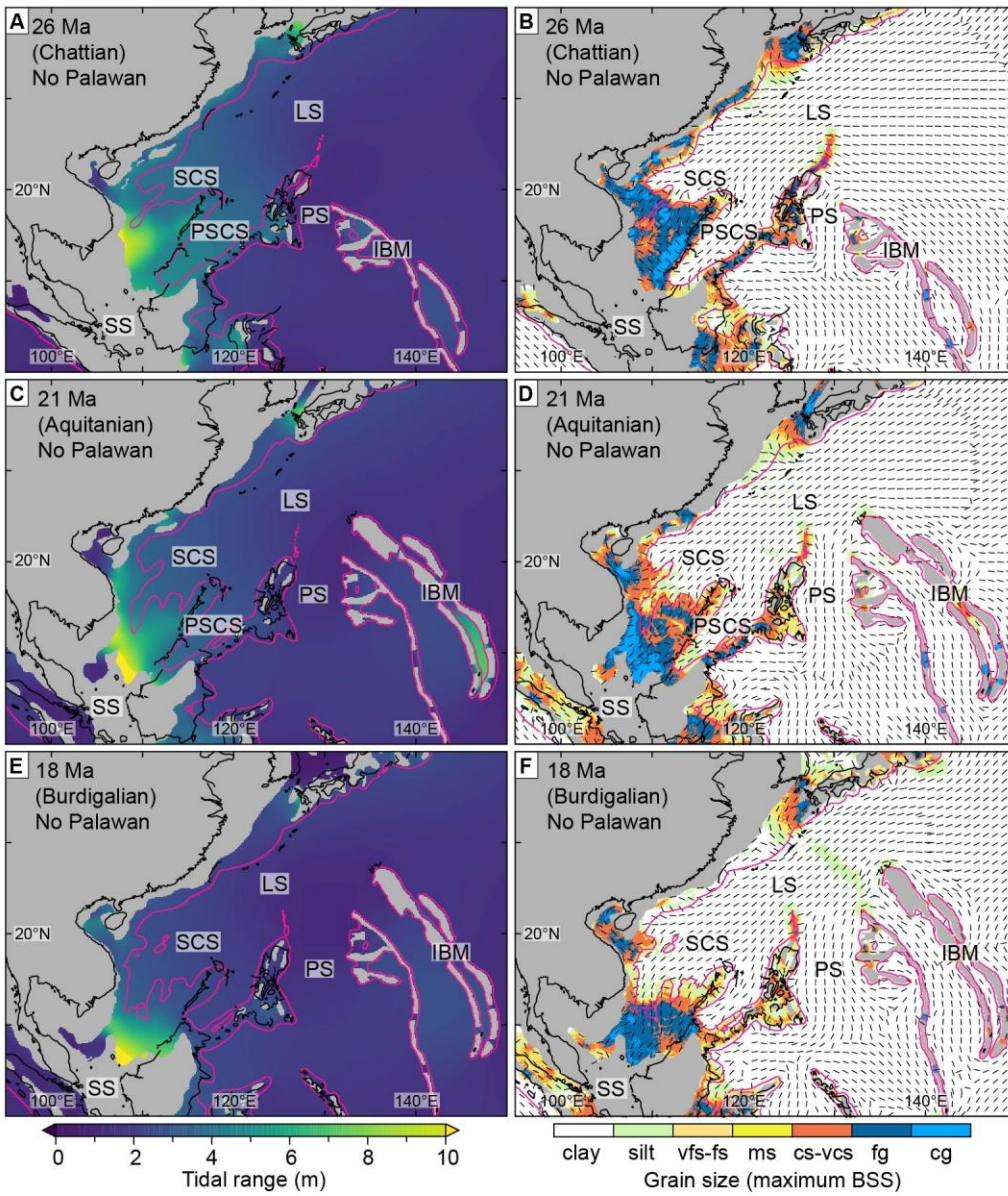 A
26 Ma
(Chattian)
No Palawan
LS
SCS
20°N
PS
PSCS
IBM
SS
100°E
120°E
140°E
B
26 Ma
(Chattian)
No Palawan
LS
SCS
20°N
PS
PSCS
IBM
SS
100°E
120°E
140°E
C
21 Ma
(Aquitanian)
No Palawan
LS
20°N
SCS
PS
IBM
PSCS
SS
100°E
120°E
140°E
D
21 Ma
(Aquitanian)
No Palawan
LS
20°N
SCS
PS
IBM
PSCS
SS
100°E
120°E
140°E
E
18 Ma
(Burdigalian)
No Palawan
LS
20°N
SCS
IBM
PS
SS
100°E
120°E
140°E
F
18 Ma
(Burdigalian)
No Palawan
LS
20°N
SCS
IBM
PS
SS
100°E
120°E
140°E
0 2 4 6 8 10
Tidal range (m)
clay silt vfs-fs ms cs-vcs fg cg
Grain size (maximum BSS)